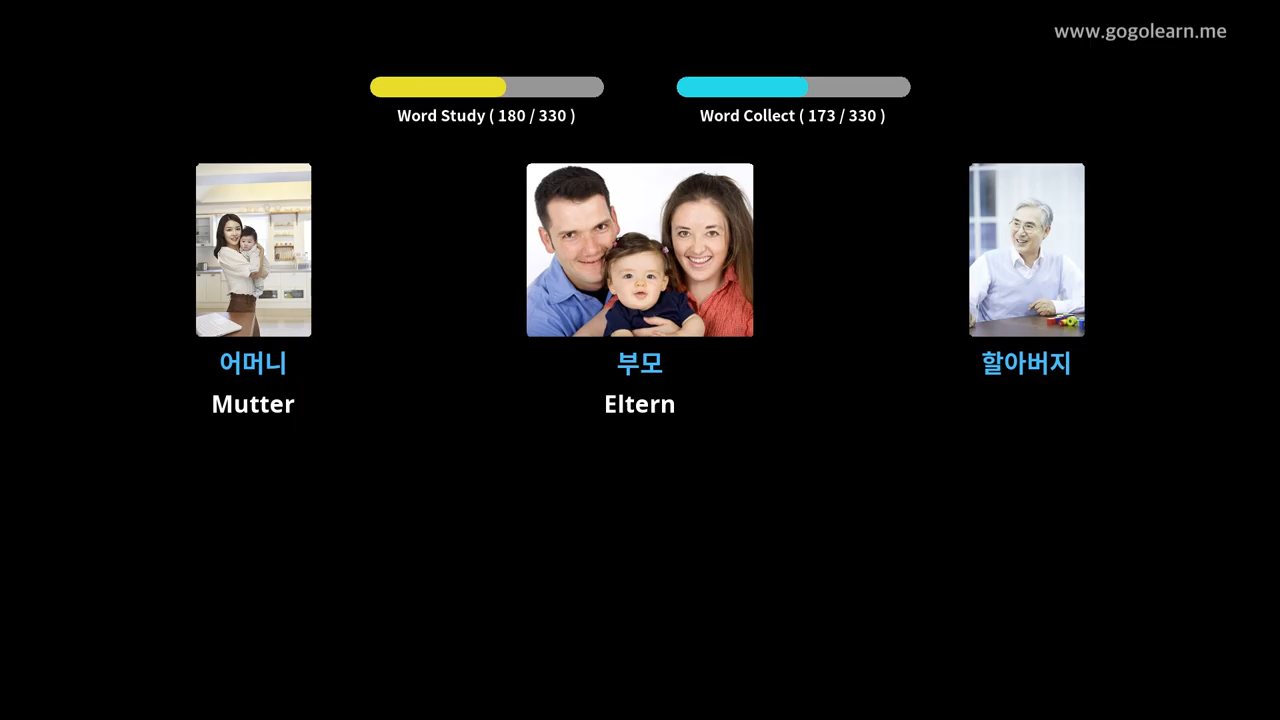 www.gogolearn.me
Word Study ( 180 / 330 )
Word Collect ( 173 / 330 )
어머니
부모
할아버지
Mutter
Eltern